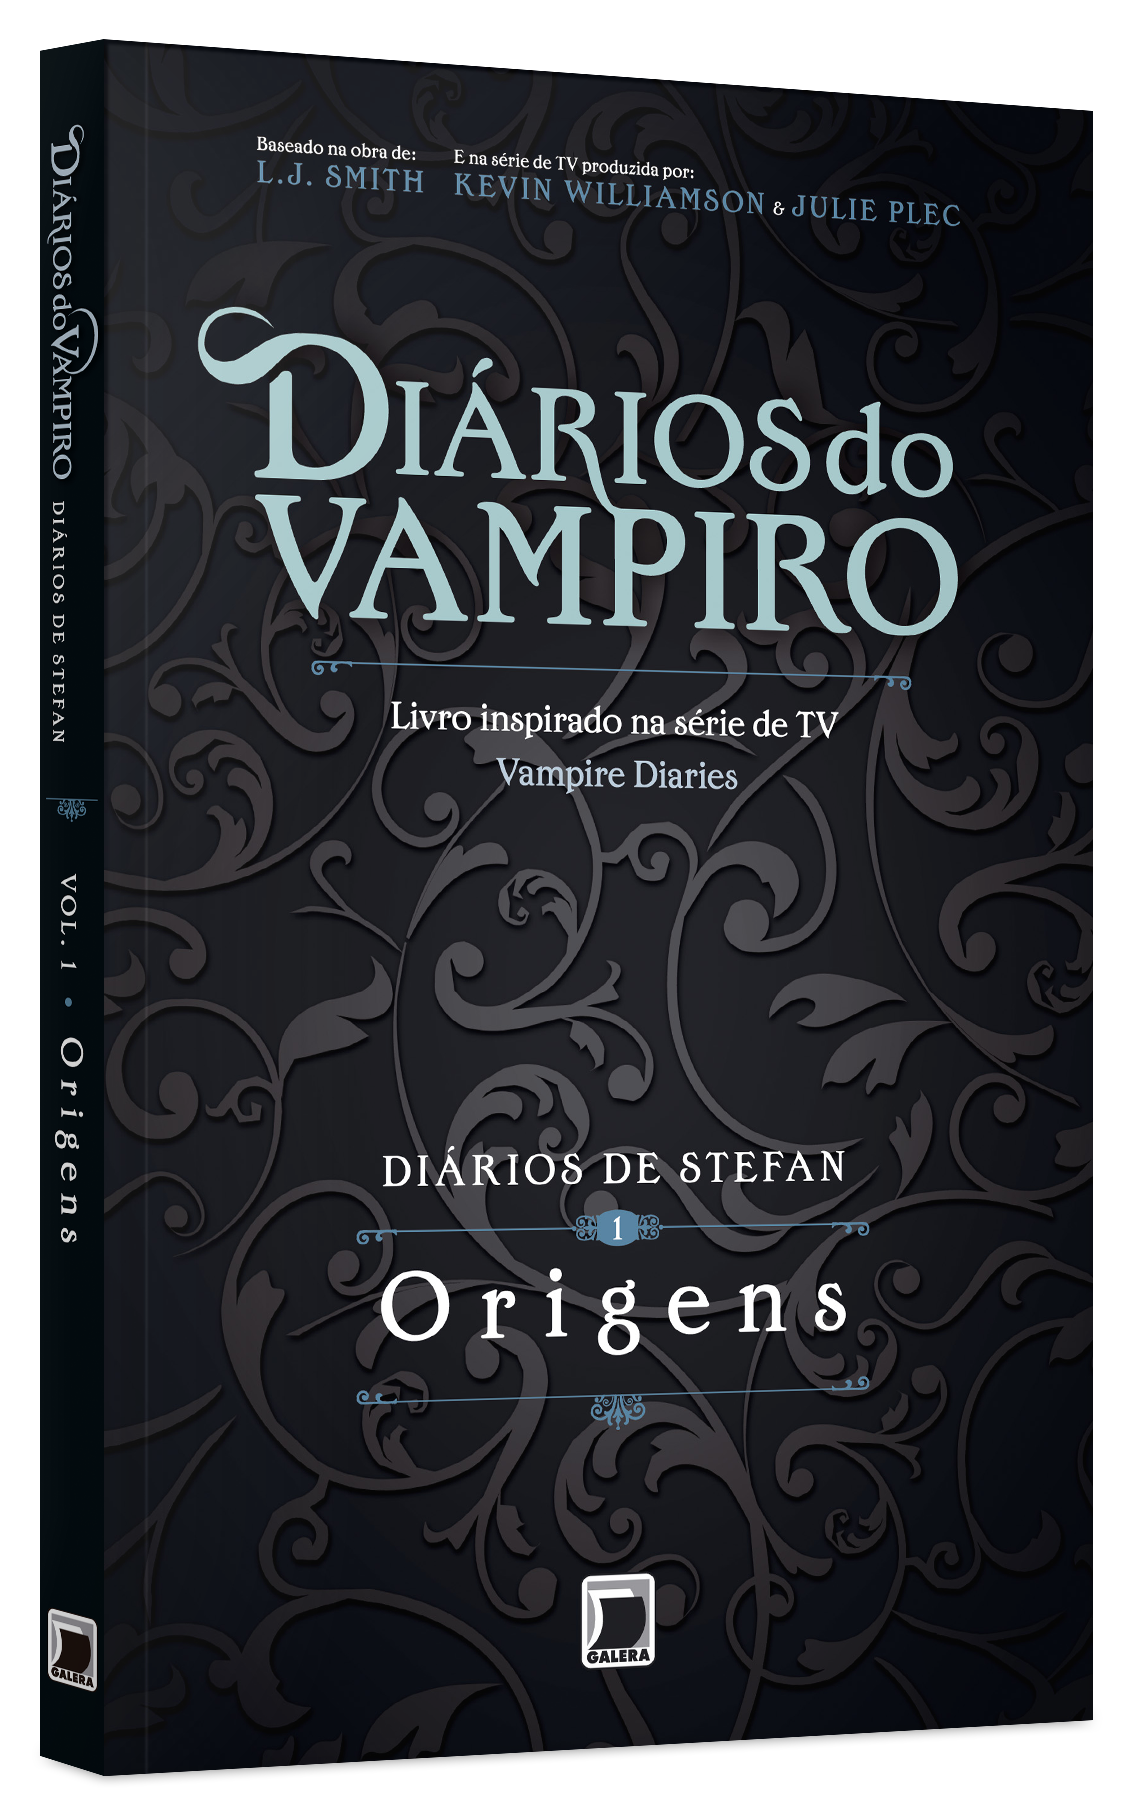 Baseado na obra de:
L.J. SMITH
E na série de TV produzida por:
KEVIN WILLIAMSON & JULIE PLEC
DIÁRIOS do
VAMPIRO
Livro inspirado na série de TV
Vampire Diaries
DIÁRIOS DE STEFAN
1
Origens
GALERA
DIÁRIOS do VAMPIRO DIÁRIOS DE STEFAN VOL. 1 • Origens
GALERA